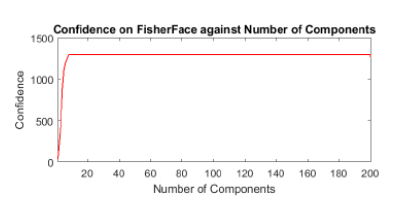 Confidence on FisherFace against Number of Components
1500
1000
500
0
Confidence
20 40 60 80 100 120 140 160 180 200
Number of Components